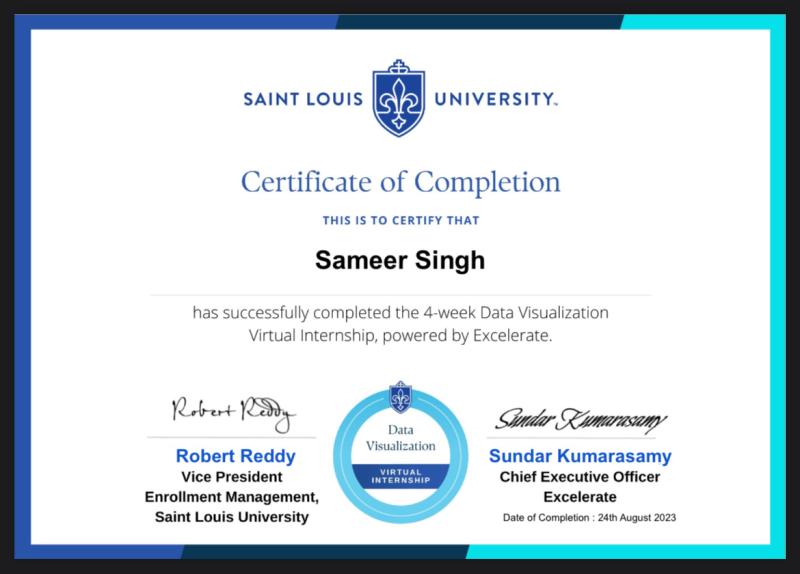 SAINT LOUIS UNIVERSITY™
Certificate of Completion
THIS IS TO CERTIFY THAT
Sameer Singh
has successfully completed the 4-week Data Visualization
Virtual Internship, powered by Excelerate.
Robert Reddy
Robert Reddy
Vice President
Enrollment Management,
Saint Louis University
Data
Visualization
VIRTUAL
INTERNSHIP
Sundar Kumarasamy
Sundar Kumarasamy
Chief Executive Officer
Excelerate
Date of Completion : 24th August 2023